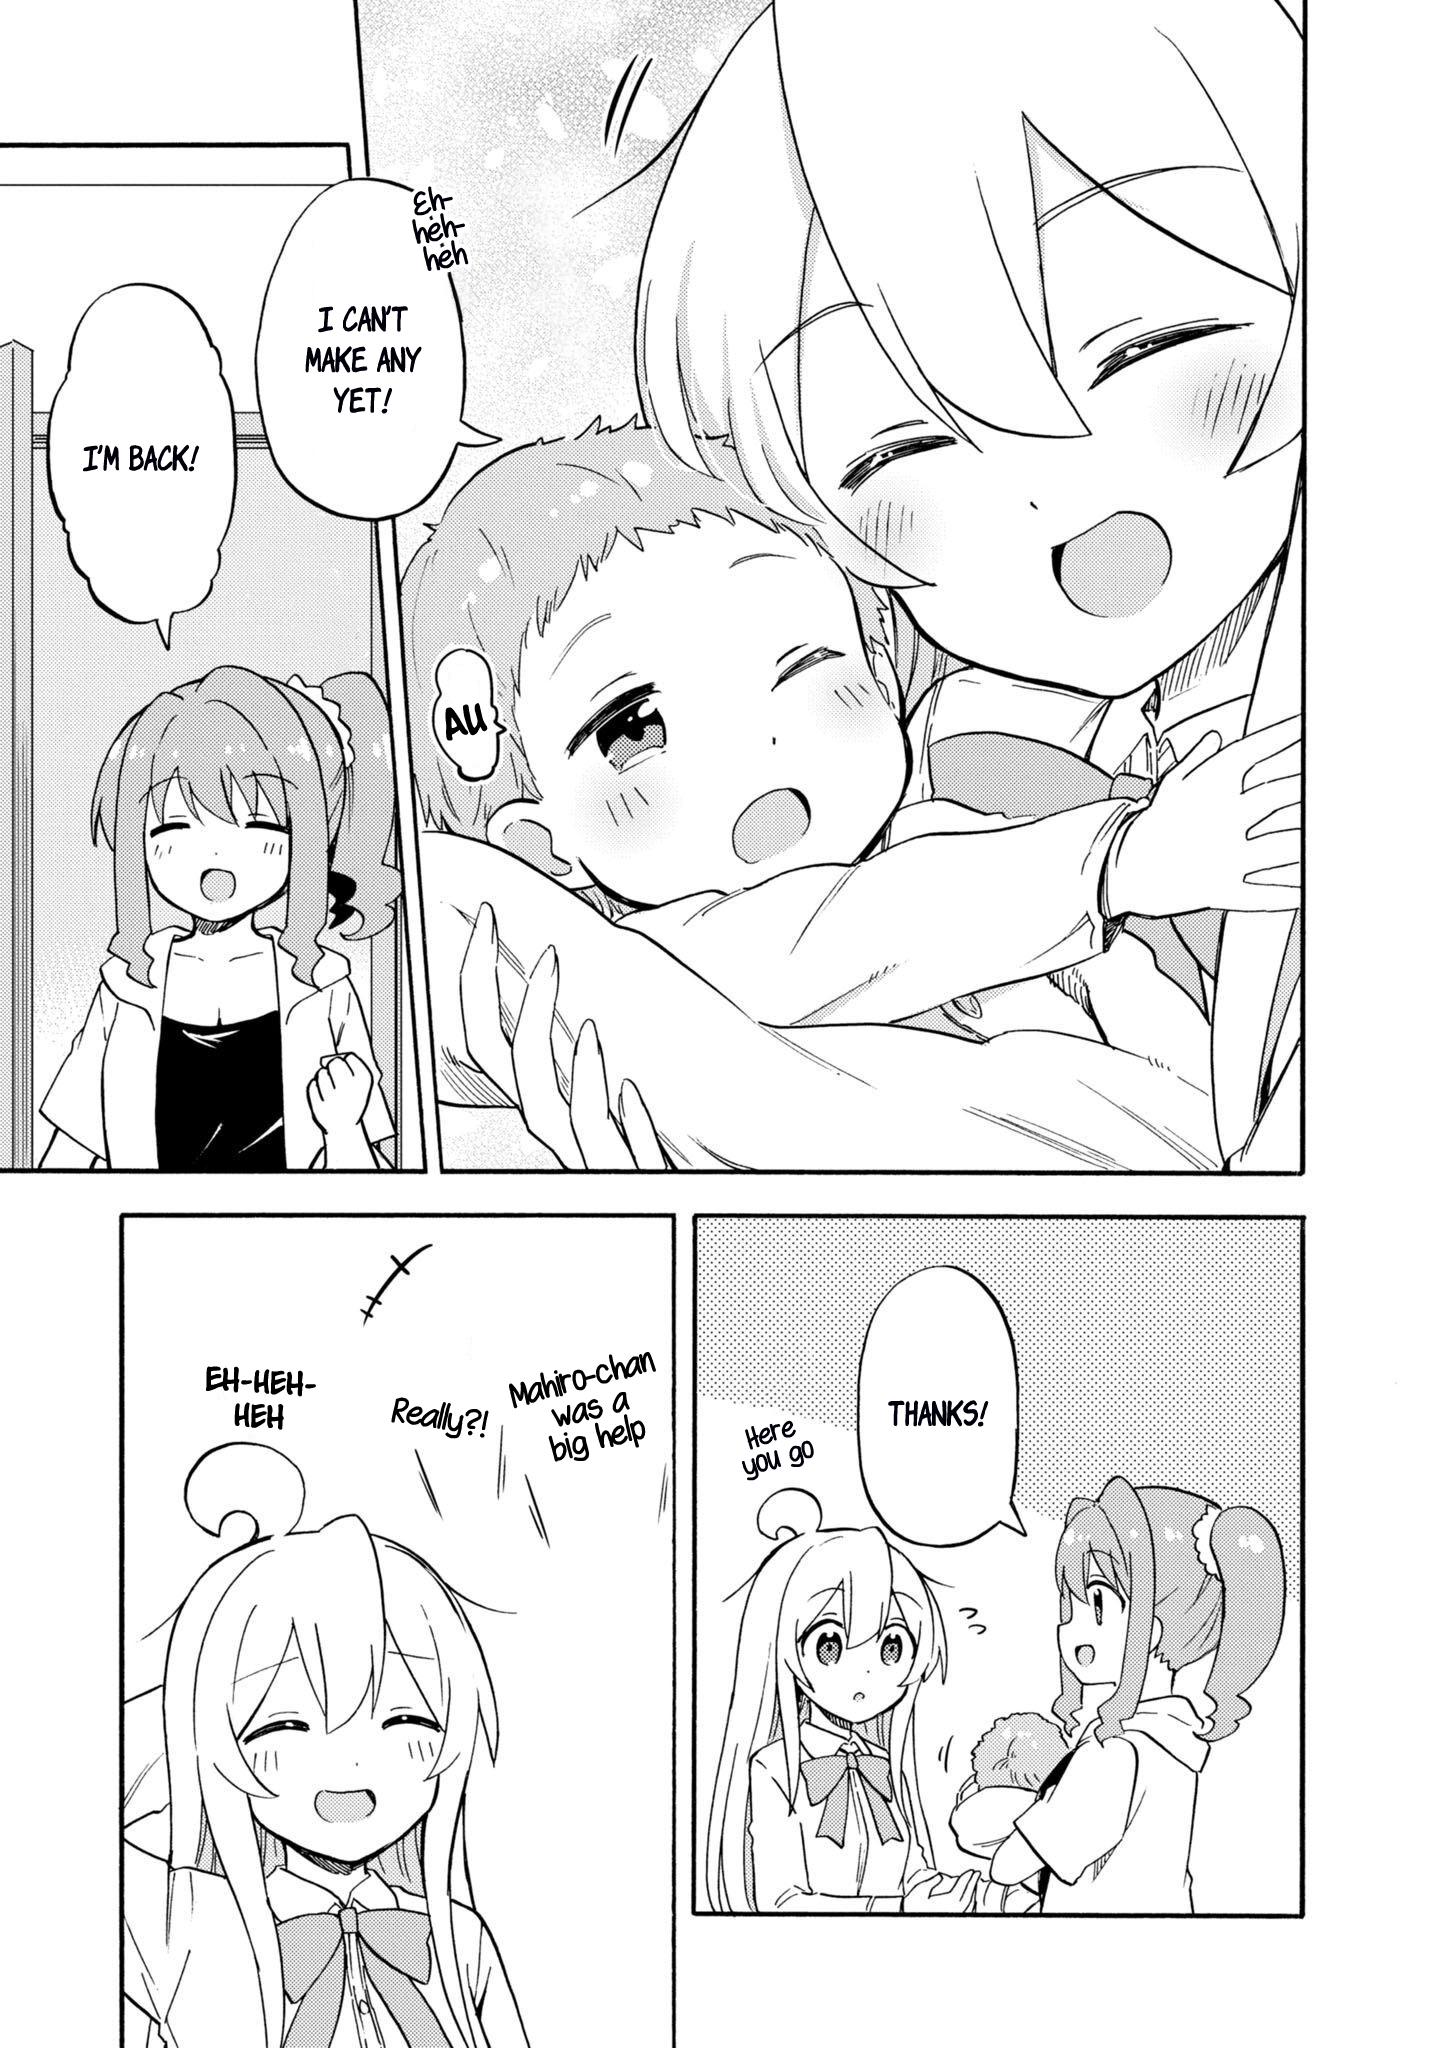 Eh-
heh-
heh
I CAN'T
MAKE ANY
YET!
AU
I'M BACK!
THANKS!
Here
you go
Mahiro-chan
was a
big help
Really?!
EH-HEH-
HEH